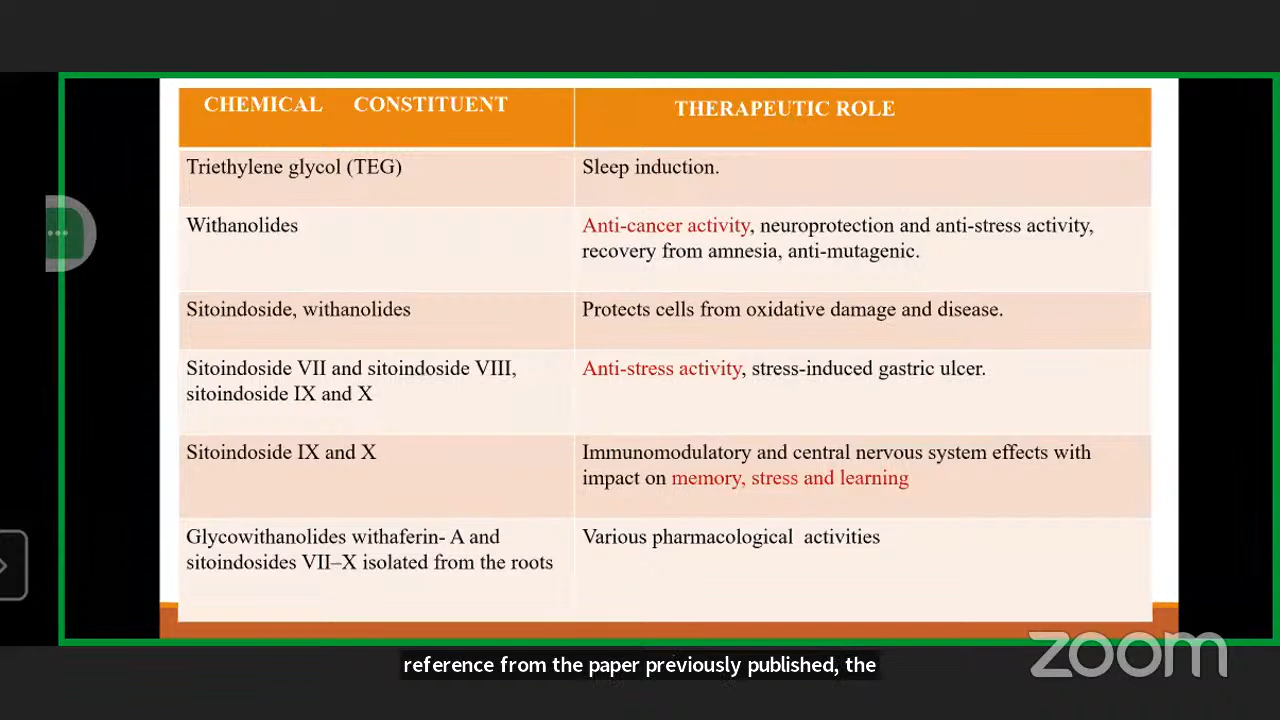 CHEMICAL CONSTITUENT
THERAPEUTIC ROLE
Triethylene glycol (TEG)
Sleep induction.
Withanolides
Anti-cancer activity, neuroprotection and anti-stress activity,
recovery from amnesia, anti-mutagenic.
Sitoindoside, withanolides
Protects cells from oxidative damage and disease.
Sitoindoside VII and sitoindoside VIII,
sitoindoside IX and X
Anti-stress activity, stress-induced gastric ulcer.
Sitoindoside IX and X
Immunomodulatory and central nervous system effects with
impact on memory, stress and learning
Glycowithanolides withaferin- A and
sitoindosides VII–X isolated from the roots
Various pharmacological activities
zoom
reference from the paper previously published, the